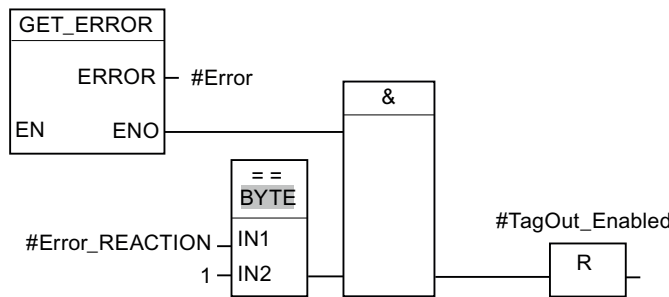 GET_ERROR
ERROR #Error
&
EN ENO
==
BYTE
#TagOut_Enabled
#Error_REACTION IN1
R
1 IN2